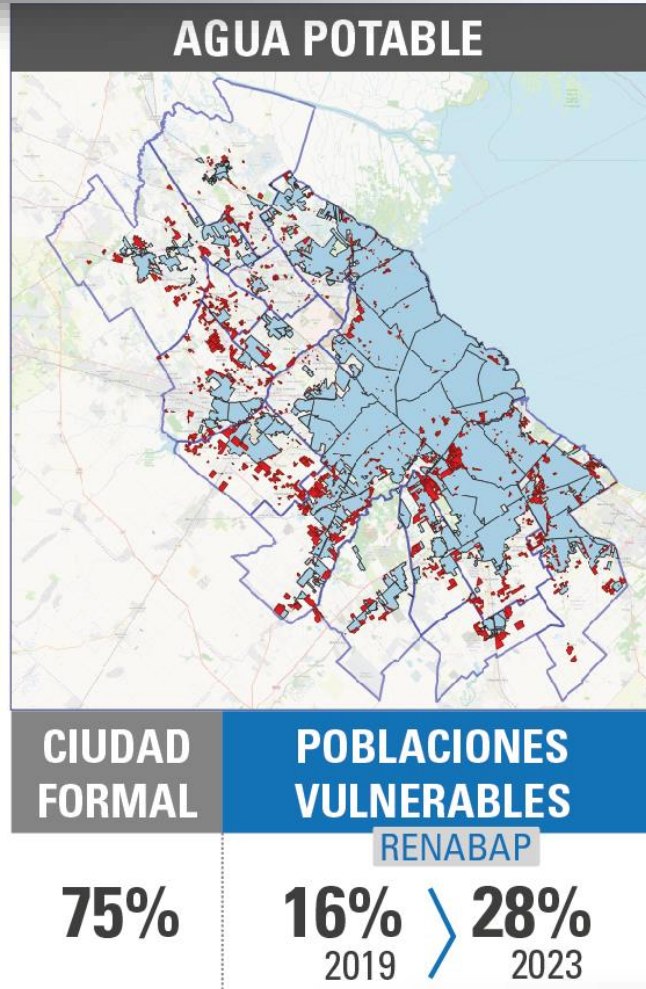 AGUA POTABLE
CIUDAD
FORMAL
POBLACIONES
VULNERABLES
RENABAP
75%
16%
2019
28%
2023